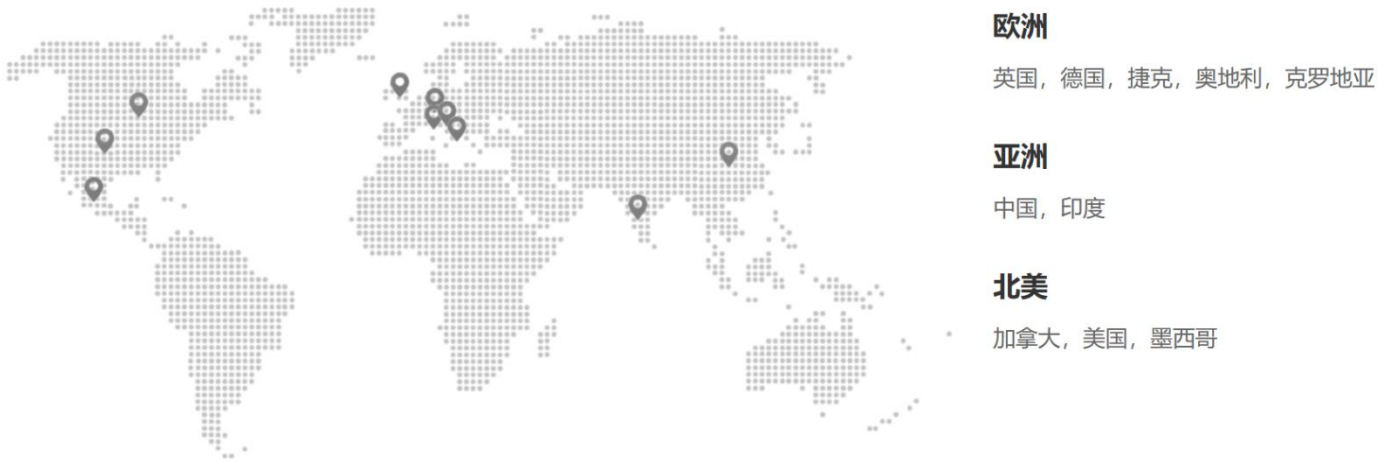 欧洲
英国，德国，捷克，奥地利，克罗地亚
亚洲
中国，印度
北美
加拿大，美国，墨西哥